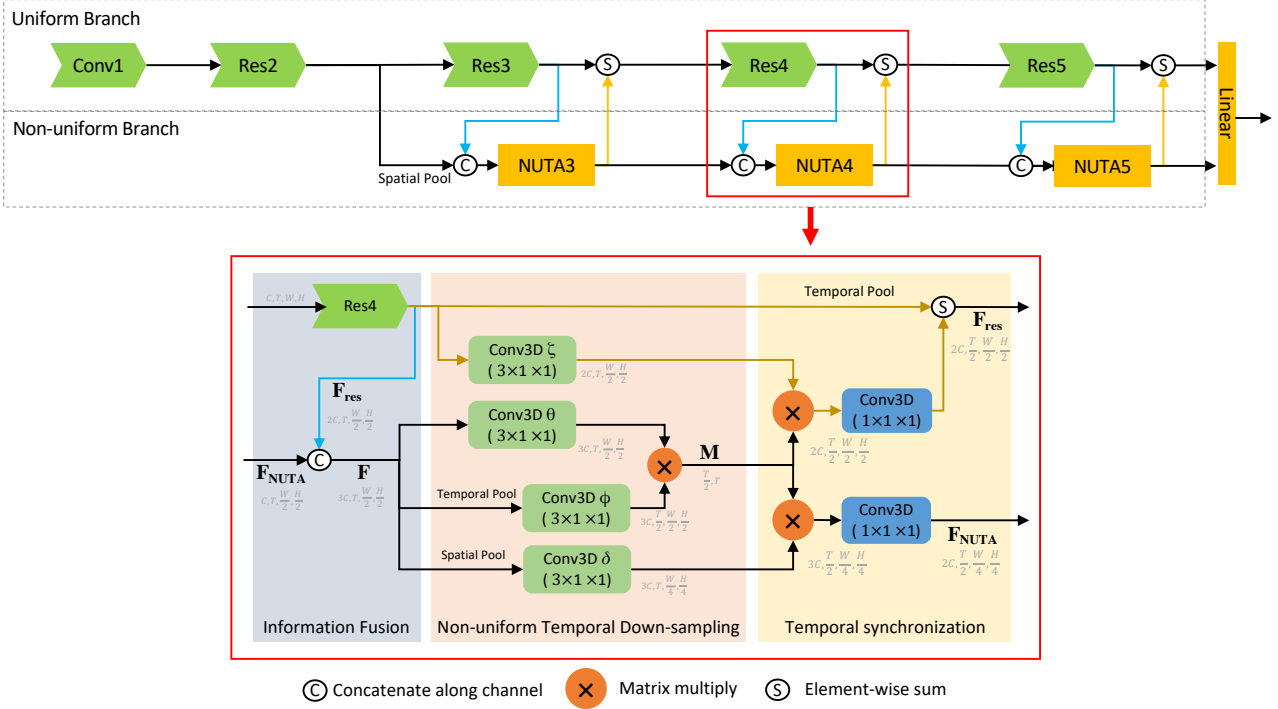 Uniform Branch
Conv1
Res2
Res3
S
Res4
S
Res5
S
Linear
Non-uniform Branch
Spatial Pool
C
NUTA3
C
NUTA4
C
NUTA5
C,T,W,H
Res4
Temporal Pool
S
F_res
2C, T/2, W/2, H/2
Conv3D ζ
( 3×1 ×1)
2C,T, W/2, H/2
F_res
2C,T, W/2, H/2
Conv3D θ
( 3×1 ×1)
3C,T, W/2, H/2
×
Conv3D
( 1×1 ×1)
2C, T/2, W/2, H/2
F_NUTA
C,T, W/2, H/2
C
F
3C,T, W/2, H/2
×
M
T/2, T
Temporal Pool
Conv3D ϕ
( 3×1 ×1)
3C, T/2, W/2, H/2
×
Conv3D
( 1×1 ×1)
F_NUTA
2C, T/2, W/4, H/4
3C, T/2, W/4, H/4
Spatial Pool
Conv3D δ
( 3×1 ×1)
3C,T, W/4, H/4
Information Fusion
Non-uniform Temporal Down-sampling
Temporal synchronization
C Concatenate along channel
× Matrix multiply
S Element-wise sum